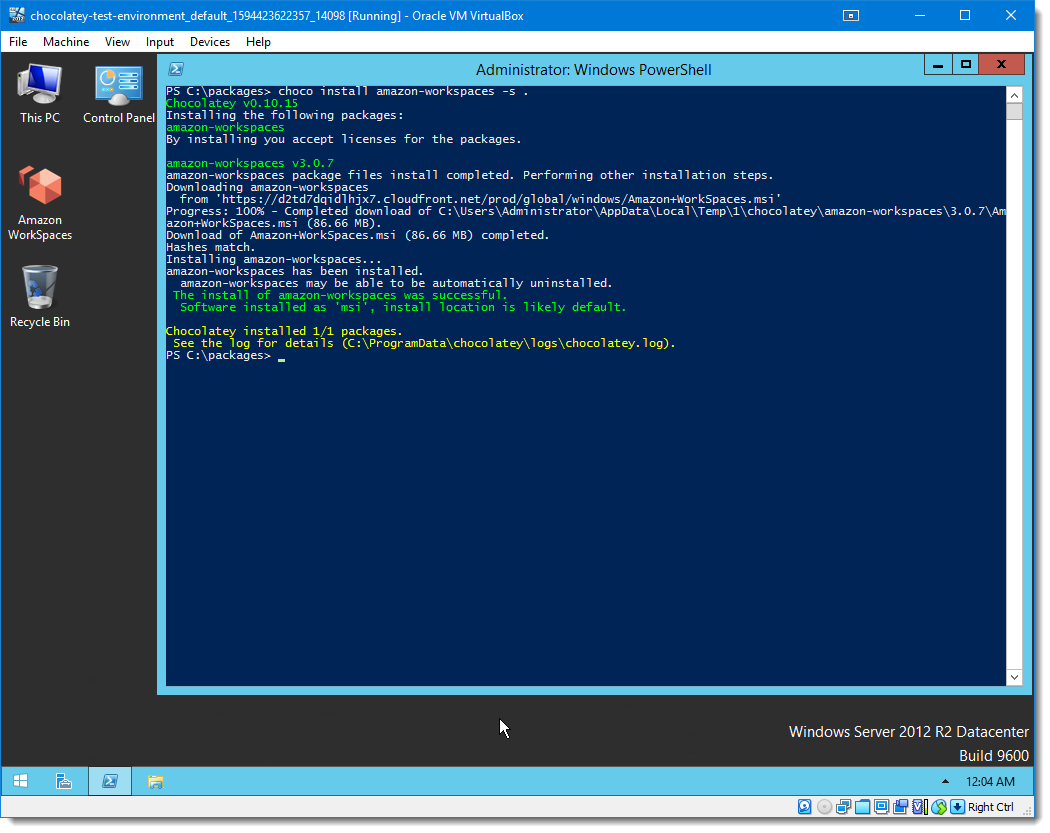 chocolatey-test-environment_default_1594423622357_14098 [Running] - Oracle VM VirtualBox
File Machine View Input Devices Help
This PC
Control Panel
Amazon
WorkSpaces
Recycle Bin
Administrator: Windows PowerShell
PS C:\packages> choco install amazon-workspaces -s .
Chocolatey v0.10.15
Installing the following packages:
amazon-workspaces
By installing you accept licenses for the packages.
amazon-workspaces v3.0.7
amazon-workspaces package files install completed. Performing other installation steps.
Downloading amazon-workspaces
from 'https://d2td7dqidlhjx7.cloudfront.net/prod/global/windows/Amazon+WorkSpaces.msi'
Progress: 100% - Completed download of C:\Users\Administrator\AppData\Local\Temp\1\chocolatey\amazon-workspaces\3.0.7\Am
azon+WorkSpaces.msi (86.66 MB).
Download of Amazon+WorkSpaces.msi (86.66 MB) completed.
Hashes match.
Installing amazon-workspaces...
amazon-workspaces has been installed.
amazon-workspaces may be able to be automatically uninstalled.
The install of amazon-workspaces was successful.
Software installed as 'msi', install location is likely default.
Chocolatey installed 1/1 packages.
See the log for details (C:\ProgramData\chocolatey\logs\chocolatey.log).
PS C:\packages> _
Windows Server 2012 R2 Datacenter
Build 9600
12:04 AM
Right Ctrl